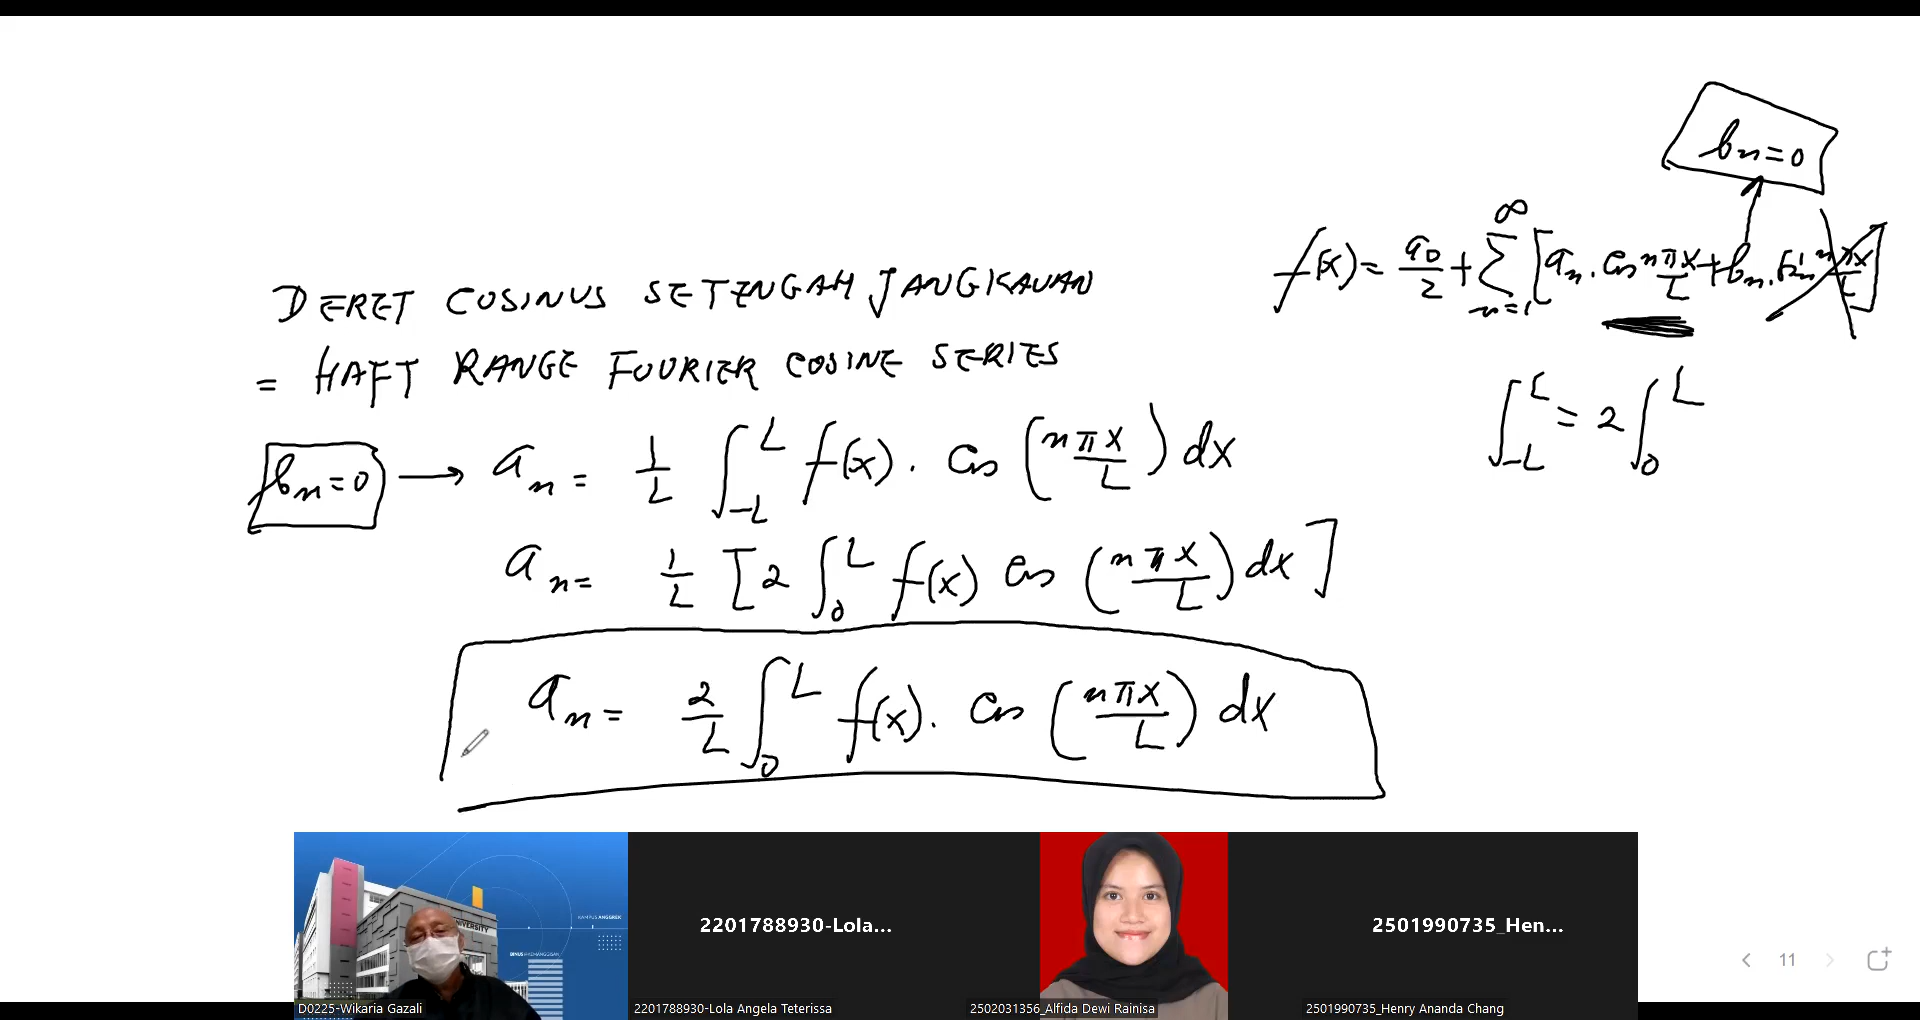 bn=0
f(x) = a0/2 + ∑ n=1 ∞ [an. cos nπx/L + bn. sin nπx/L]
DERET COSINUS SETENGAH JANGKAUAN
= HAFT RANGE FOURIER COSINE SERIES
∫-L L = 2 ∫0 L
bn=0 → an = 1/L ∫-L L f(x) . cos (nπx/L) dx
an = 1/L [2 ∫0 L f(x) cos (nπx/L) dx]
an = 2/L ∫0 L f(x). cos (nπx/L) dx
KAMPUS ANGGREK
UNIVERSITY
D0225-Wikaria Gazali
2201788930-Lola...
2201788930-Lola Angela Teterissa
2502031356_Alfida Dewi Rainisa
2501990735_Hen...
2501990735_Henry Ananda Chang
11